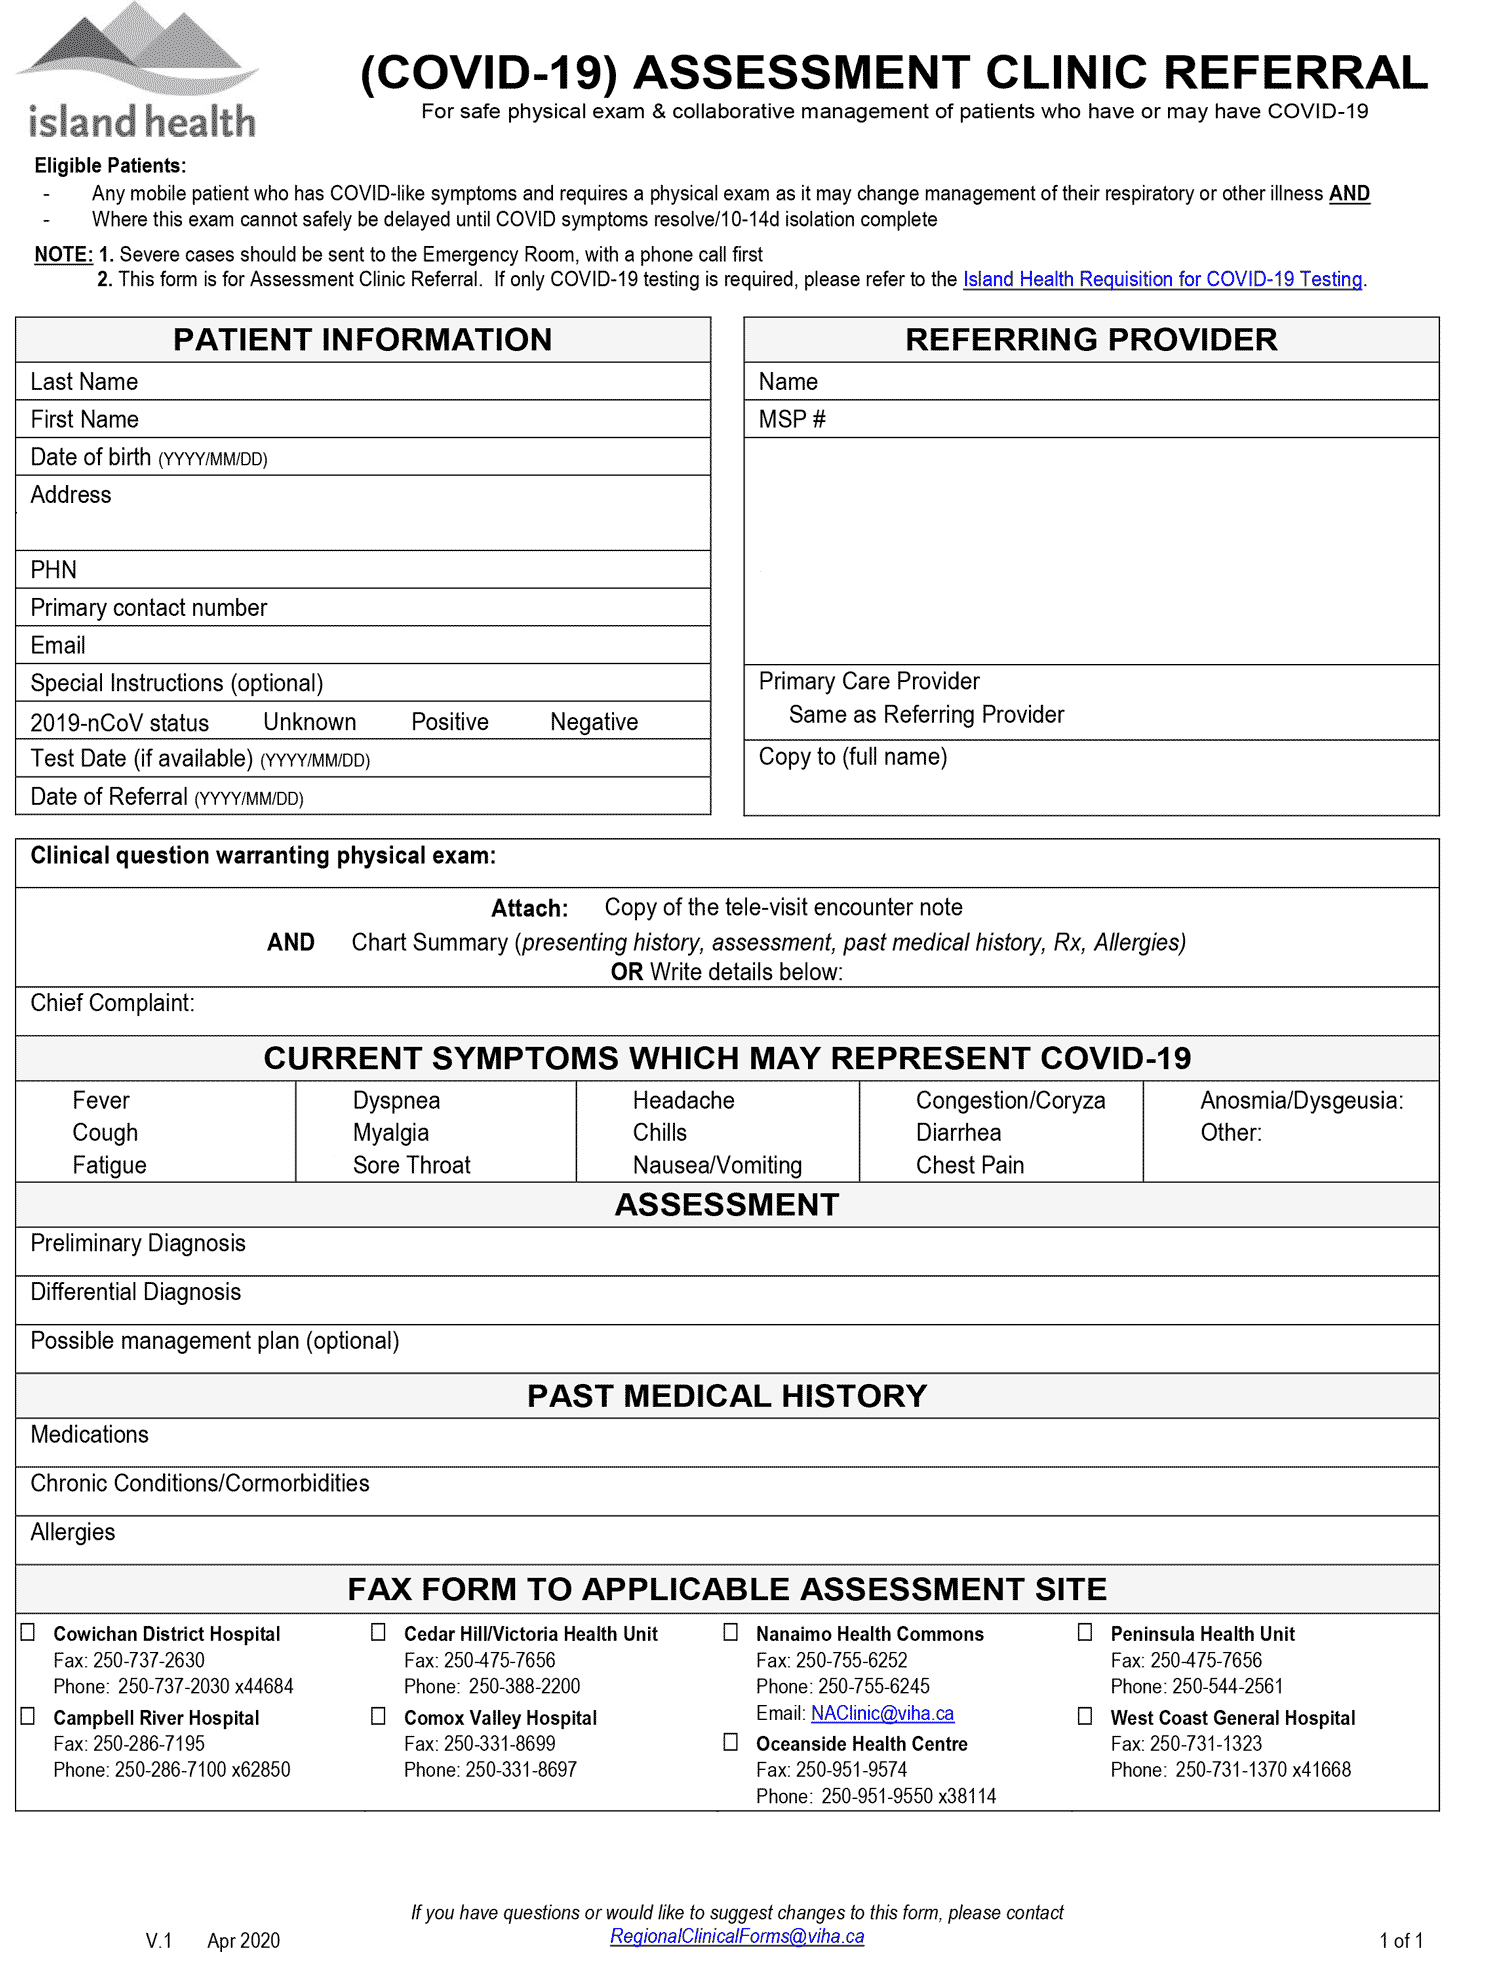 island health
(COVID-19) ASSESSMENT CLINIC REFERRAL
For safe physical exam & collaborative management of patients who have or may have COVID-19
Eligible Patients:
- Any mobile patient who has COVID-like symptoms and requires a physical exam as it may change management of their respiratory or other illness AND
- Where this exam cannot safely be delayed until COVID symptoms resolve/10-14d isolation complete
NOTE: 1. Severe cases should be sent to the Emergency Room, with a phone call first
2. This form is for Assessment Clinic Referral. If only COVID-19 testing is required, please refer to the Island Health Requisition for COVID-19 Testing.
PATIENT INFORMATION
Last Name
First Name
Date of birth (YYYY/MM/DD)
Address
PHN
Primary contact number
Email
Special Instructions (optional)
2019-nCoV status Unknown Positive Negative
Test Date (if available) (YYYY/MM/DD)
Date of Referral (YYYY/MM/DD)
REFERRING PROVIDER
Name
MSP #
Primary Care Provider
Same as Referring Provider
Copy to (full name)
Clinical question warranting physical exam:
Attach: Copy of the tele-visit encounter note
AND Chart Summary (presenting history, assessment, past medical history, Rx, Allergies)
OR Write details below:
Chief Complaint:
CURRENT SYMPTOMS WHICH MAY REPRESENT COVID-19
Fever
Cough
Fatigue
Dyspnea
Myalgia
Sore Throat
Headache
Chills
Nausea/Vomiting
Congestion/Coryza
Diarrhea
Chest Pain
Anosmia/Dysgeusia:
Other:
ASSESSMENT
Preliminary Diagnosis
Differential Diagnosis
Possible management plan (optional)
PAST MEDICAL HISTORY
Medications
Chronic Conditions/Cormorbidities
Allergies
FAX FORM TO APPLICABLE ASSESSMENT SITE
☐ Cowichan District Hospital
Fax: 250-737-2630
Phone: 250-737-2030 x44684
☐ Campbell River Hospital
Fax: 250-286-7195
Phone: 250-286-7100 x62850
☐ Cedar Hill/Victoria Health Unit
Fax: 250-475-7656
Phone: 250-388-2200
☐ Comox Valley Hospital
Fax: 250-331-8699
Phone: 250-331-8697
☐ Nanaimo Health Commons
Fax: 250-755-6252
Phone: 250-755-6245
Email: NAClinic@viha.ca
☐ Oceanside Health Centre
Fax: 250-951-9574
Phone: 250-951-9550 x38114
☐ Peninsula Health Unit
Fax: 250-475-7656
Phone: 250-544-2561
☐ West Coast General Hospital
Fax: 250-731-1323
Phone: 250-731-1370 x41668
If you have questions or would like to suggest changes to this form, please contact
RegionalClinicalForms@viha.ca
V.1 Apr 2020
1 of 1